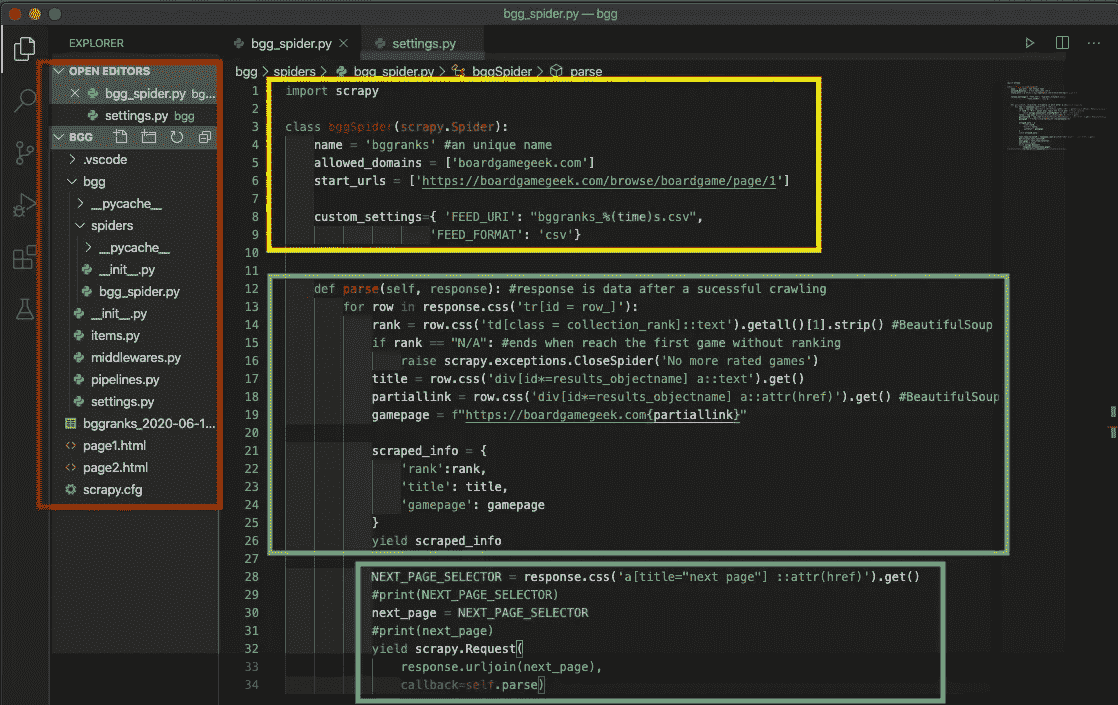 bgg_spider.py — bgg
EXPLORER
OPEN EDITORS
bgg_spider.py bg...
settings.py bgg
BGG
.vscode
bgg
__pycache__
spiders
__pycache__
__init__.py
bgg_spider.py
__init__.py
items.py
middlewares.py
pipelines.py
settings.py
bggranks_2020-06-1...
page1.html
page2.html
scrapy.cfg
bgg_spider.py
settings.py
bgg > spiders > bgg_spider.py > bggSpider > parse
1 import scrapy
2
3 class bggSpider(scrapy.Spider):
4 name = 'bggranks' #an unique name
5 allowed_domains = ['boardgamegeek.com']
6 start_urls = ['https://boardgamegeek.com/browse/boardgame/page/1']
7
8 custom_settings={ 'FEED_URI': "bggranks_%(time)s.csv",
9 'FEED_FORMAT': 'csv'}
10
11
12 def parse(self, response): #response is data after a sucessful crawling
13 for row in response.css('tr[id = row_]'):
14 rank = row.css('td[class = collection_rank]::text').getall()[1].strip() #BeautifulSoup
15 if rank == "N/A": #ends when reach the first game without ranking
16 raise scrapy.exceptions.CloseSpider('No more rated games')
17 title = row.css('div[id*=results_objectname] a::text').get()
18 partiallink = row.css('div[id*=results_objectname] a::attr(href)').get() #BeautifulSoup
19 gamepage = f"https://boardgamegeek.com{partiallink}"
20
21 scraped_info = {
22 'rank':rank,
23 'title': title,
24 'gamepage': gamepage
25 }
26 yield scraped_info
27
28 NEXT_PAGE_SELECTOR = response.css('a[title="next page"] ::attr(href)').get()
29 #print(NEXT_PAGE_SELECTOR)
30 next_page = NEXT_PAGE_SELECTOR
31 #print(next_page)
32 yield scrapy.Request(
33 response.urljoin(next_page),
34 callback=self.parse)